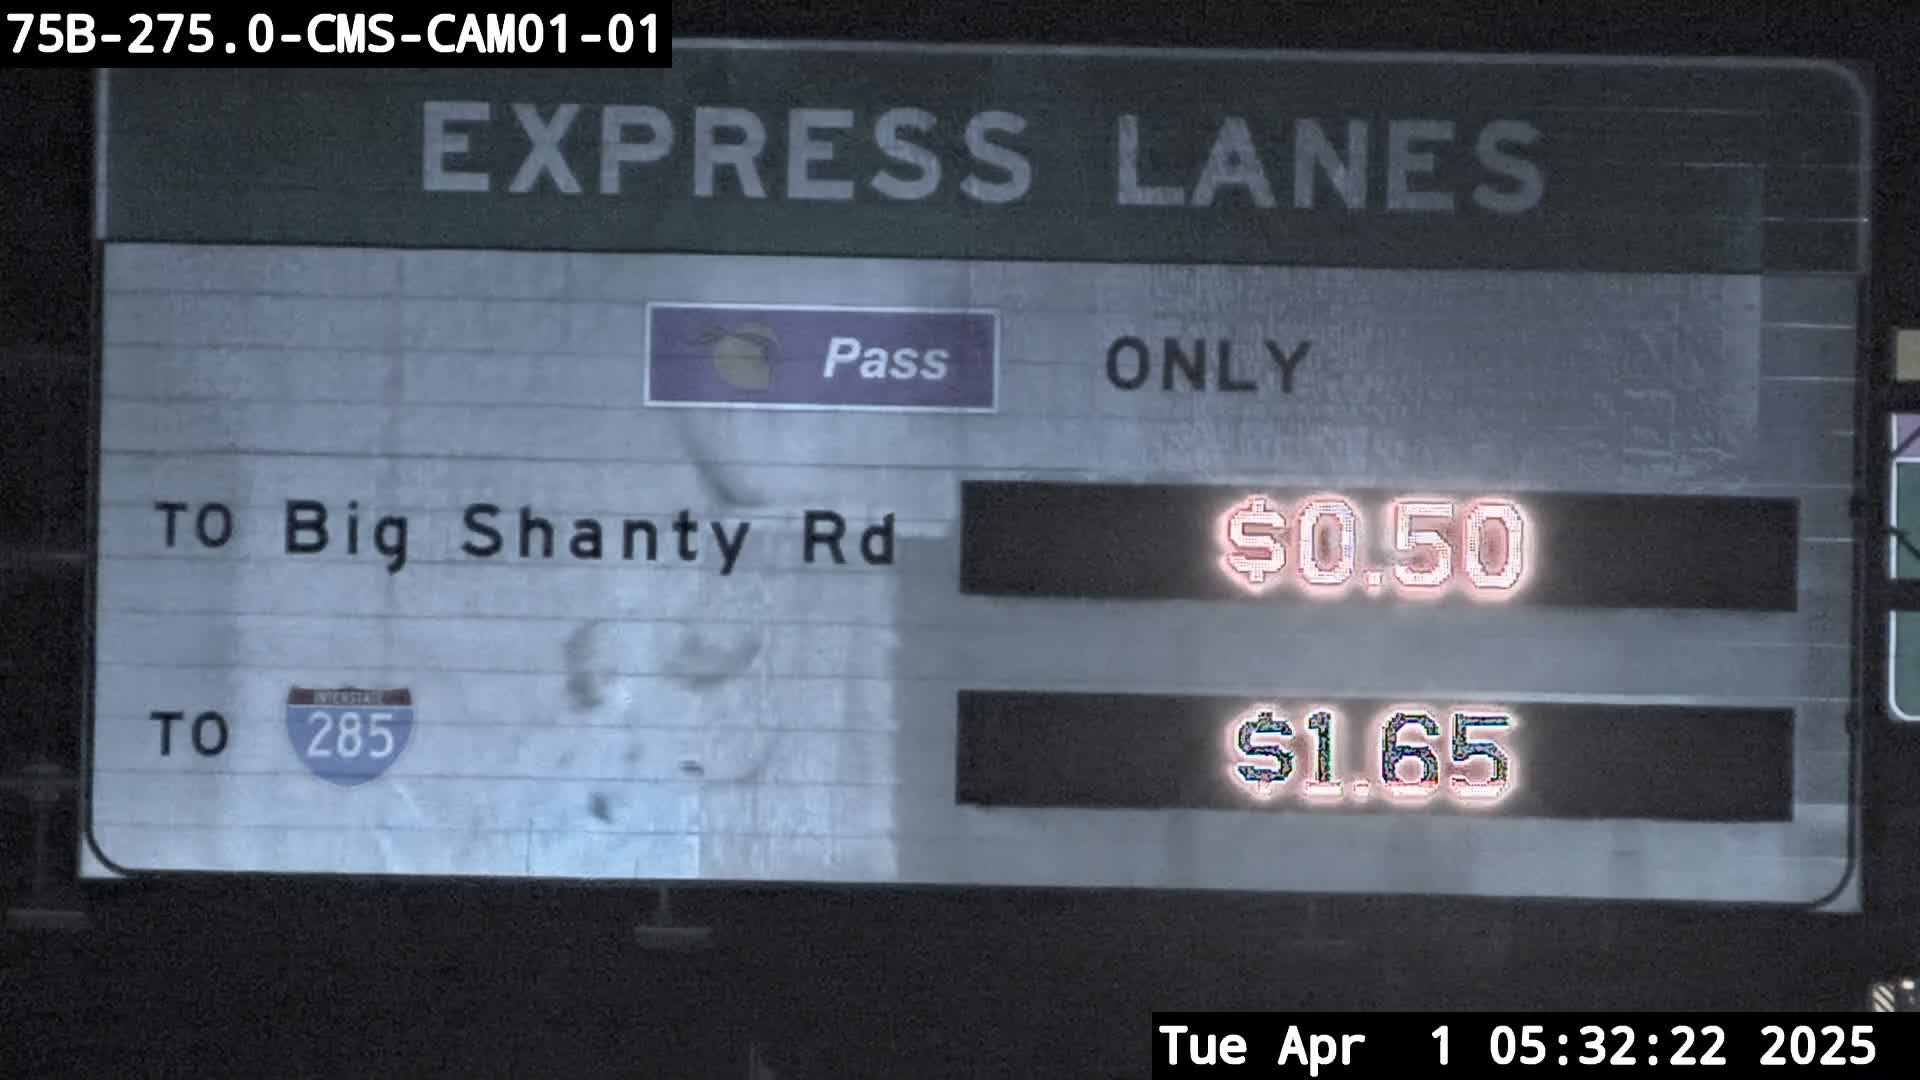 75B-275.0-CMS-CAM01-01
EXPRESS LANES
Pass ONLY
TO Big Shanty Rd $0.50
INTERSTATE
TO 285 $1.65
Tue Apr 1 05:32:22 2025